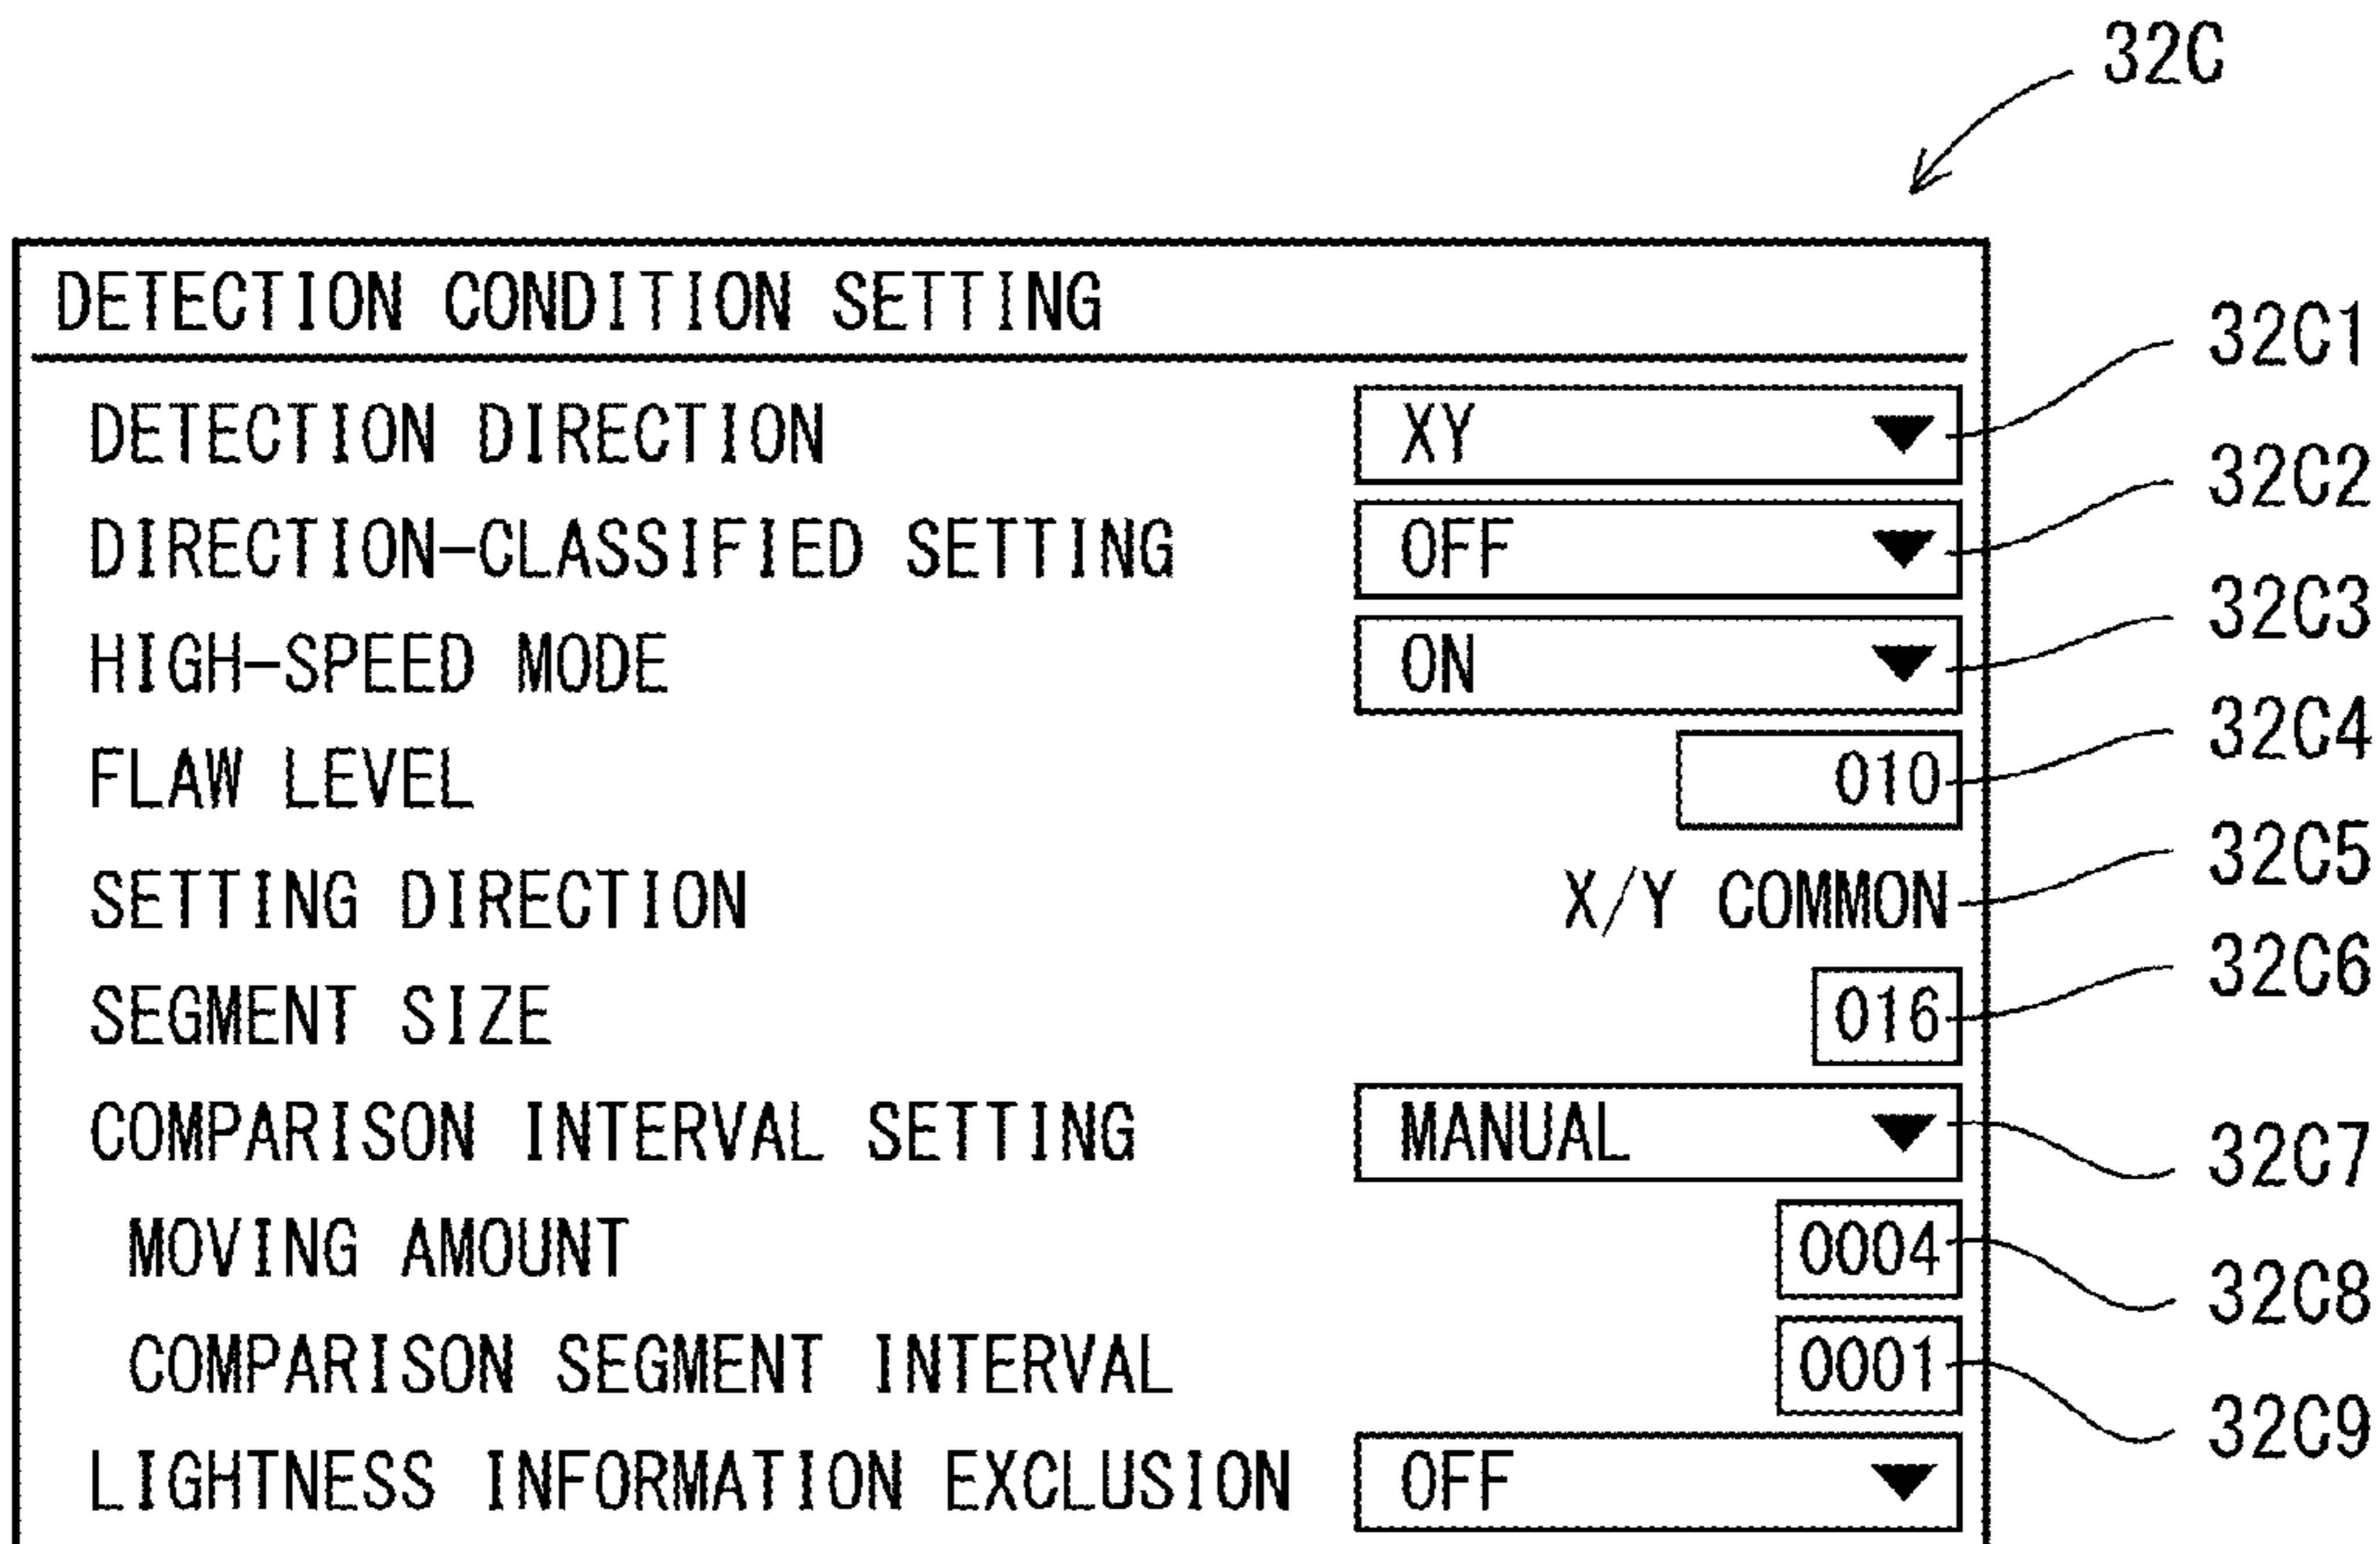 32C
DETECTION CONDITION SETTING
32C1
DETECTION DIRECTION XY
32C2
DIRECTION-CLASSIFIED SETTING OFF
32C3
HIGH-SPEED MODE ON
32C4
FLAW LEVEL 010
32C5
SETTING DIRECTION X/Y COMMON
32C6
SEGMENT SIZE 016
COMPARISON INTERVAL SETTING MANUAL
32C7
MOVING AMOUNT 0004
32C8
COMPARISON SEGMENT INTERVAL 0001
32C9
LIGHTNESS INFORMATION EXCLUSION OFF